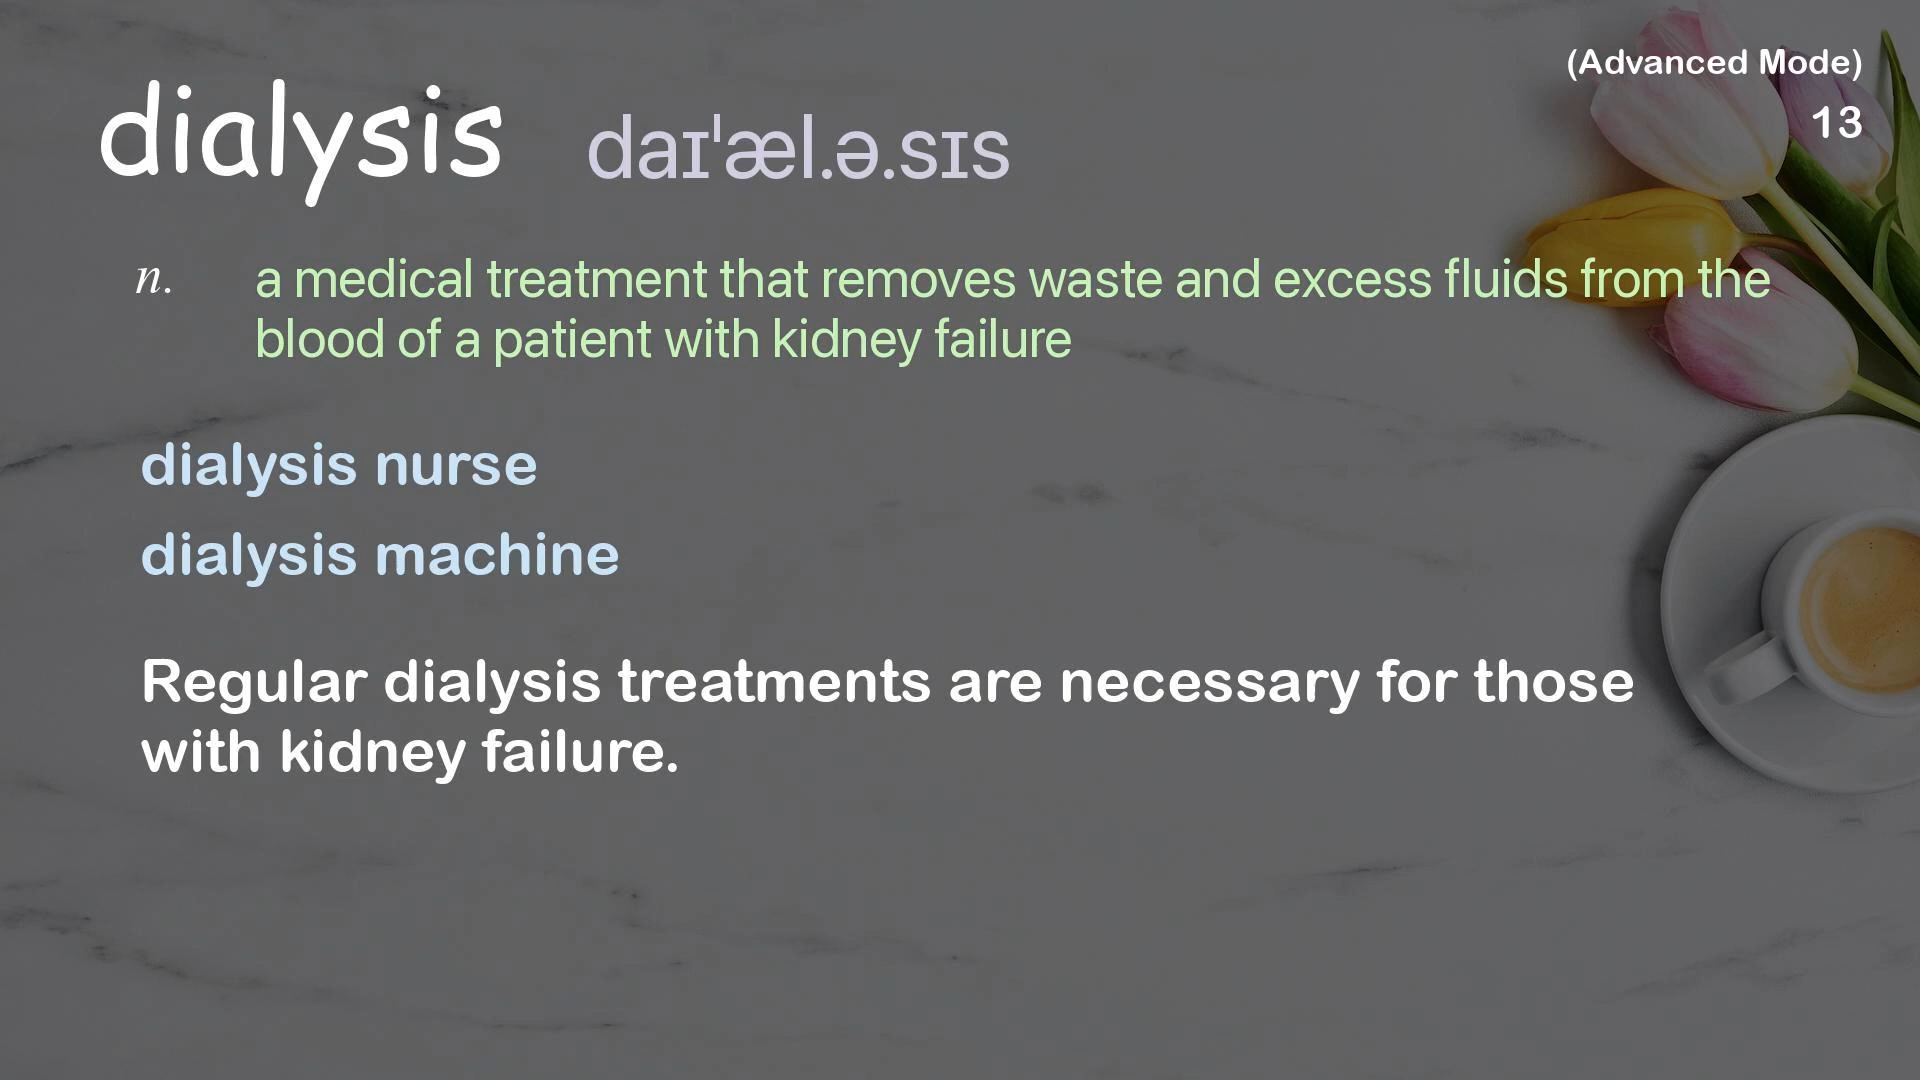 (Advanced Mode)
13
dialysis daɪˈæl.ə.sɪs
n. a medical treatment that removes waste and excess fluids from the
blood of a patient with kidney failure
dialysis nurse
dialysis machine
Regular dialysis treatments are necessary for those
with kidney failure.